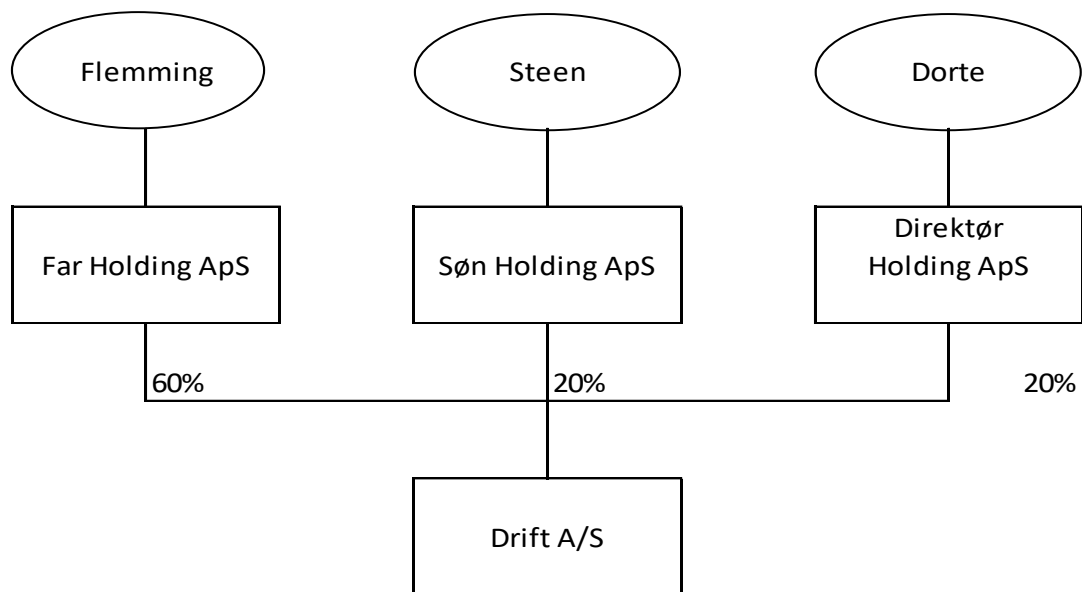 Flemming
Steen
Dorte
Far Holding ApS
Søn Holding ApS
Direktør
Holding ApS
60%
20%
20%
Drift A/S